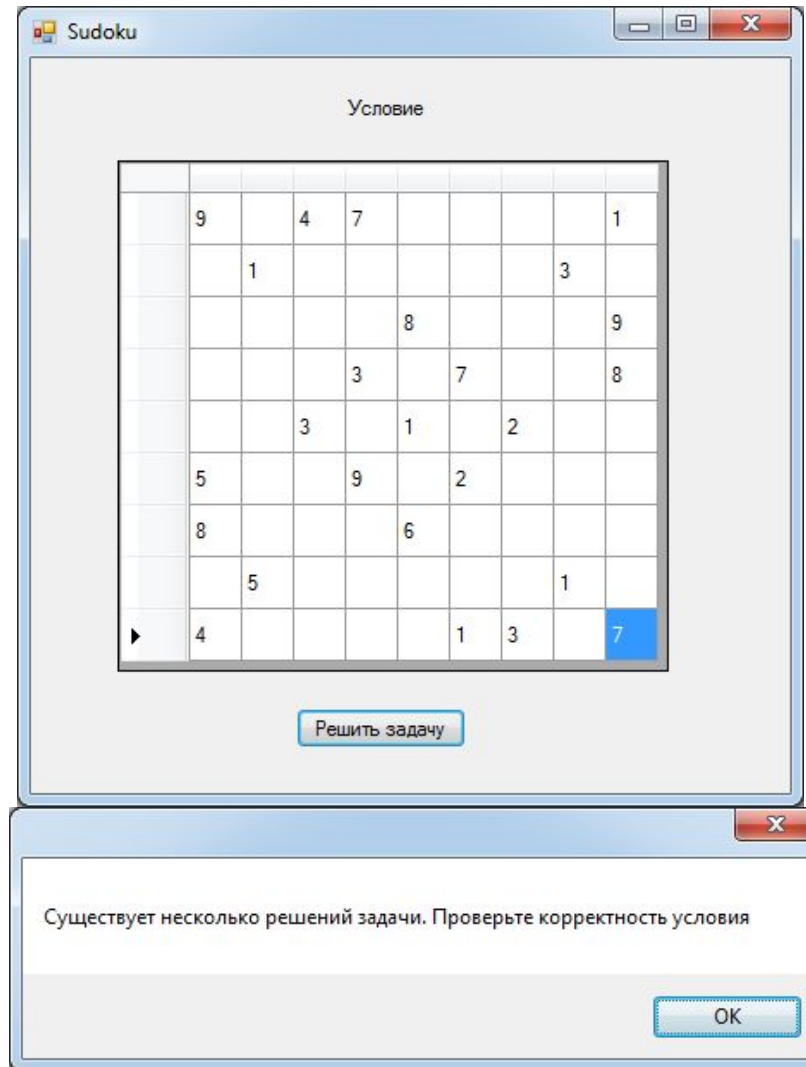 Sudoku
Условие
9 4 7 1
1 3
8 9
3 7 8
3 1 2
5 9 2
8 6
5 1
4 1 3 7
Решить задачу
Существует несколько решений задачи. Проверьте корректность условия
OK